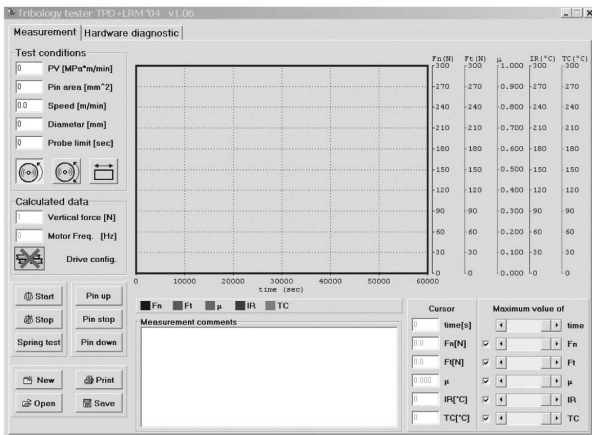 Tribology tester TPD+LRM '04 v1.06
Measurement Hardware diagnostic
Test conditions
0 PV [MPa*m/min]
0 Pin area [mm^2]
0.0 Speed [m/min]
0 Diameter [mm]
0 Probe limit [sec]
Calculated data
1 Vertical force [N]
0 Motor Freq. [Hz]
Drive config.
Start Pin up
Stop Pin stop
Spring test Pin down
New Print
Open Save
Fn(N) Ft(N) μ IR(°C) TC(°C)
300 300 1.000 300 300
270 270 0.900 270 270
240 240 0.800 240 240
210 210 0.700 210 210
180 180 0.600 180 180
150 150 0.500 150 150
120 120 0.400 120 120
90 90 0.300 90 90
60 60 0.200 60 60
30 30 0.100 30 30
0 0 0.000 0 0
0 10000 20000 30000 40000 50000 60000
time (sec)
Fn Ft μ IR TC
Measurement comments
Cursor Maximum value of
0 time[s] time
0.0 Fn[N] Fn
0.0 Ft[N] Ft
0.000 μ μ
0 IR[°C] IR
0 TC[°C] TC